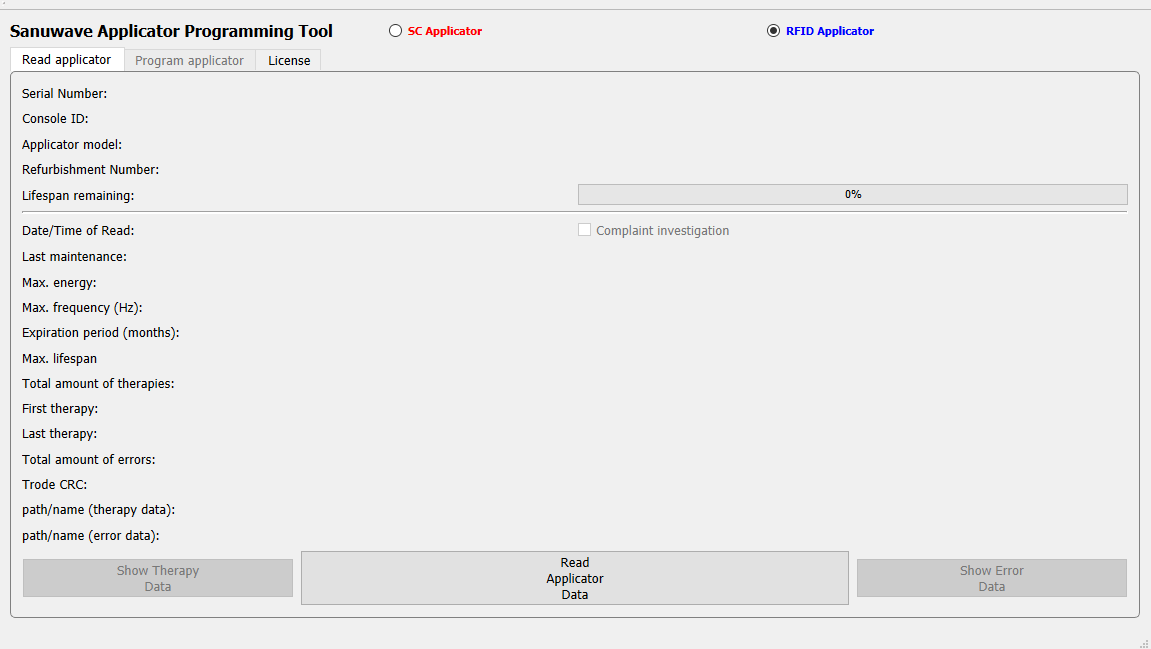 Sanuwave Applicator Programming Tool
SC Applicator
RFID Applicator
Read applicator
Program applicator
License
Serial Number:
Console ID:
Applicator model:
Refurbishment Number:
Lifespan remaining:
0%
Date/Time of Read:
Complaint investigation
Last maintenance:
Max. energy:
Max. frequency (Hz):
Expiration period (months):
Max. lifespan
Total amount of therapies:
First therapy:
Last therapy:
Total amount of errors:
Trode CRC:
path/name (therapy data):
path/name (error data):
Show Therapy
Data
Read
Applicator
Data
Show Error
Data